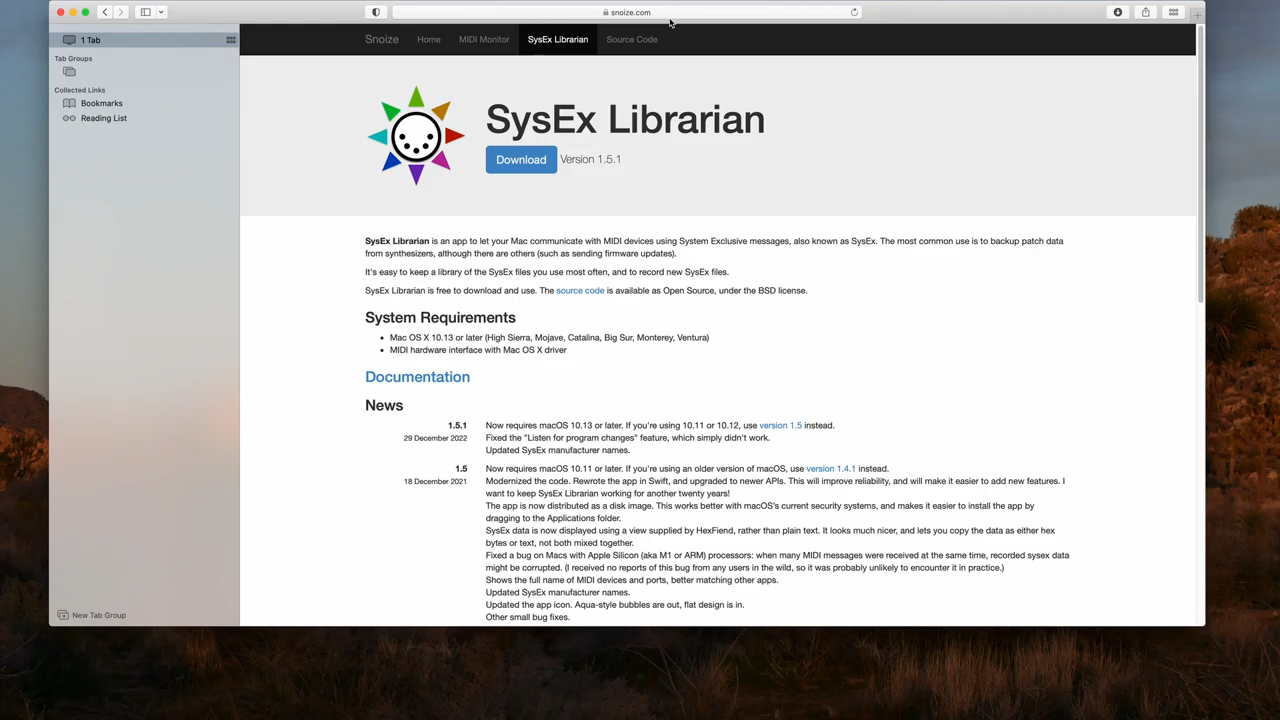 snoize.com
1 Tab
Tab Groups
Collected Links
Bookmarks
Reading List
New Tab Group
Snoize Home MIDI Monitor SysEx Librarian Source Code
SysEx Librarian
Download Version 1.5.1
SysEx Librarian is an app to let your Mac communicate with MIDI devices using System Exclusive messages, also known as SysEx. The most common use is to backup patch data
from synthesizers, although there are others (such as sending firmware updates).
It's easy to keep a library of the SysEx files you use most often, and to record new SysEx files.
SysEx Librarian is free to download and use. The source code is available as Open Source, under the BSD license.
System Requirements
• Mac OS X 10.13 or later (High Sierra, Mojave, Catalina, Big Sur, Monterey, Ventura)
• MIDI hardware interface with Mac OS X driver
Documentation
News
1.5.1 Now requires macOS 10.13 or later. If you're using 10.11 or 10.12, use version 1.5 instead.
29 December 2022 Fixed the "Listen for program changes" feature, which simply didn't work.
Updated SysEx manufacturer names.
1.5 Now requires macOS 10.11 or later. If you're using an older version of macOS, use version 1.4.1 instead.
18 December 2021 Modernized the code. Rewrote the app in Swift, and upgraded to newer APIs. This will improve reliability, and will make it easier to add new features. I
want to keep SysEx Librarian working for another twenty years!
The app is now distributed as a disk image. This works better with macOS's current security systems, and makes it easier to install the app by
dragging to the Applications folder.
SysEx data is now displayed using a view supplied by HexFiend, rather than plain text. It looks much nicer, and lets you copy the data as either hex
bytes or text, not both mixed together.
Fixed a bug on Macs with Apple Silicon (aka M1 or ARM) processors: when many MIDI messages were received at the same time, recorded sysex data
might be corrupted. (I received no reports of this bug from any users in the wild, so it was probably unlikely to encounter it in practice.)
Shows the full name of MIDI devices and ports, better matching other apps.
Updated SysEx manufacturer names.
Updated the app icon. Aqua-style bubbles are out, flat design is in.
Other small bug fixes.